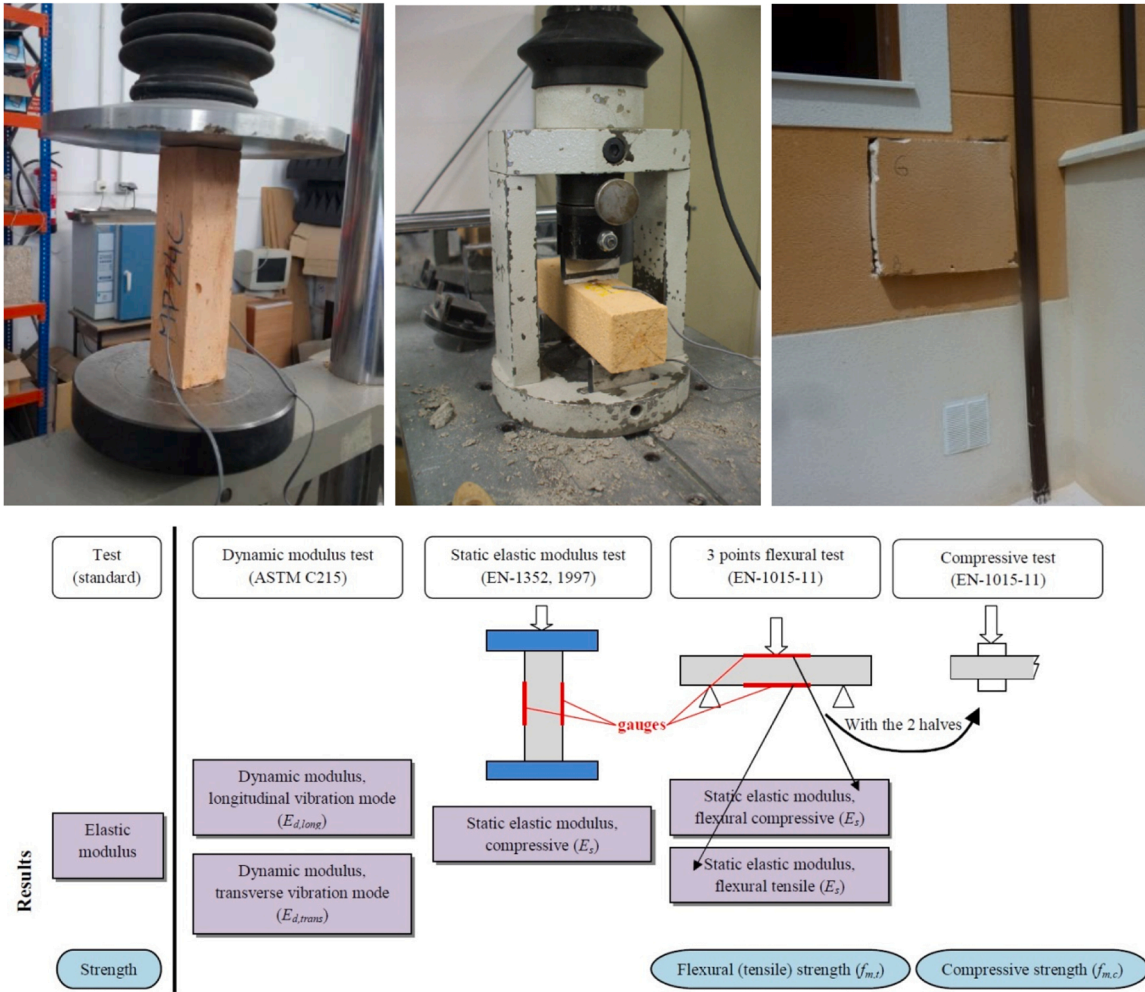 MD74C
6
Test
(standard)
Dynamic modulus test
(ASTM C215)
Static elastic modulus test
(EN-1352, 1997)
3 points flexural test
(EN-1015-11)
Compressive test
(EN-1015-11)
gauges
With the 2 halves
Results
Elastic
modulus
Dynamic modulus,
longitudinal vibration mode
(Ed,long)
Dynamic modulus,
transverse vibration mode
(Ed,trans)
Static elastic modulus,
compressive (Es)
Static elastic modulus,
flexural compressive (Es)
Static elastic modulus,
flexural tensile (Es)
Strength
Flexural (tensile) strength (fm,t)
Compressive strength (fm,c)